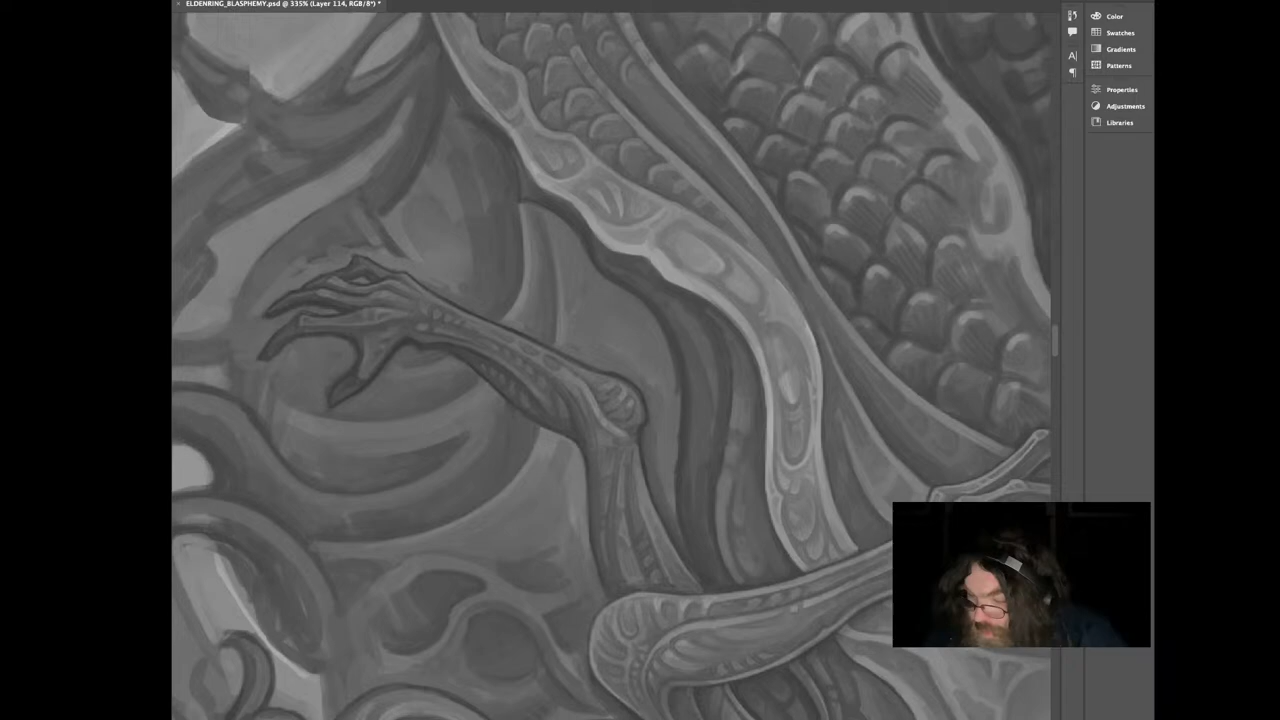 × ELDENRING_BLASPHEMY.psd @ 335% (Layer 114, RGB/8*) *
Color
Swatches
Gradients
Patterns
Properties
Adjustments
Libraries